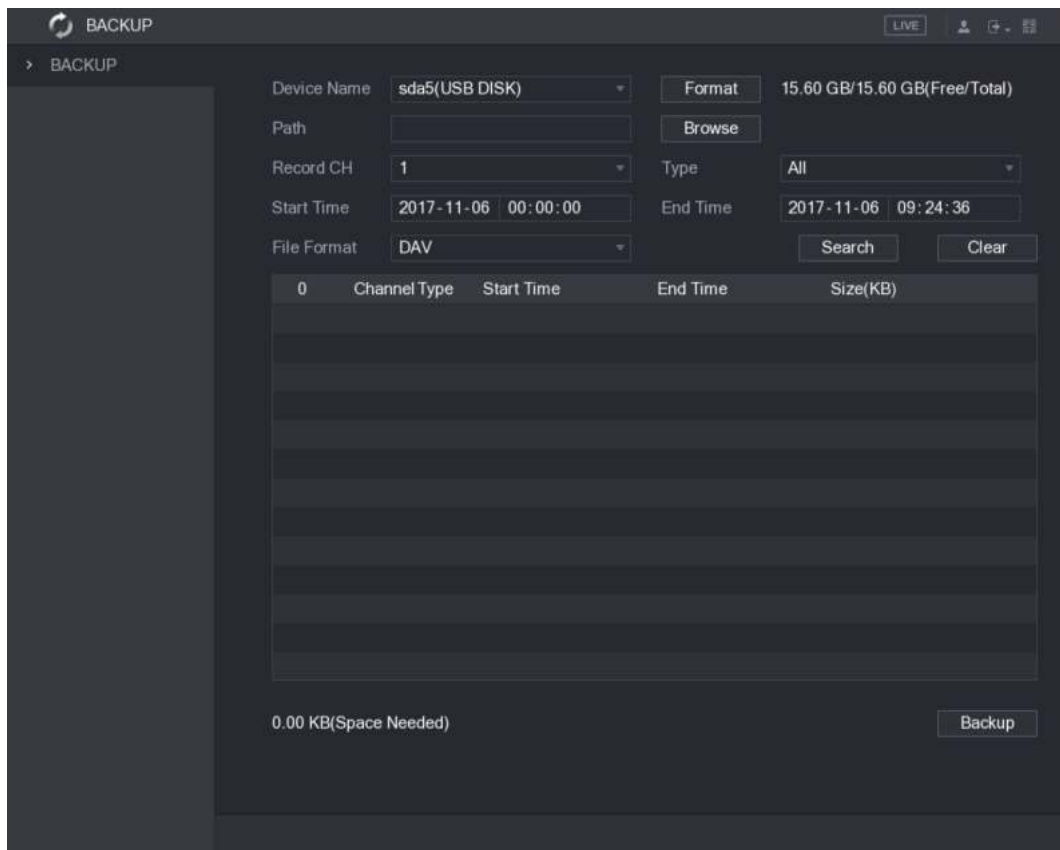 BACKUP LIVE
BACKUP
Device Name sda5(USB DISK) Format 15.60 GB/15.60 GB(Free/Total)
Path Browse
Record CH 1 Type All
Start Time 2017-11-06 00:00:00 End Time 2017-11-06 09:24:36
File Format DAV Search Clear
0 Channel Type Start Time End Time Size(KB)
0.00 KB(Space Needed) Backup